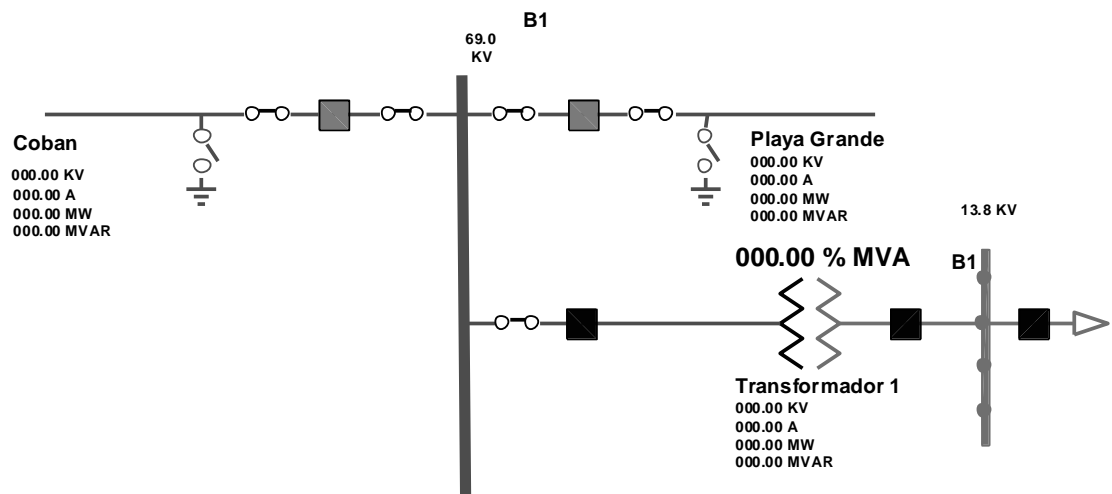 B1
69.0
KV
Coban
000.00 KV
000.00 A
000.00 MW
000.00 MVAR
Playa Grande
000.00 KV
000.00 A
000.00 MW
000.00 MVAR
13.8 KV
000.00 % MVA
B1
Transformador 1
000.00 KV
000.00 A
000.00 MW
000.00 MVAR